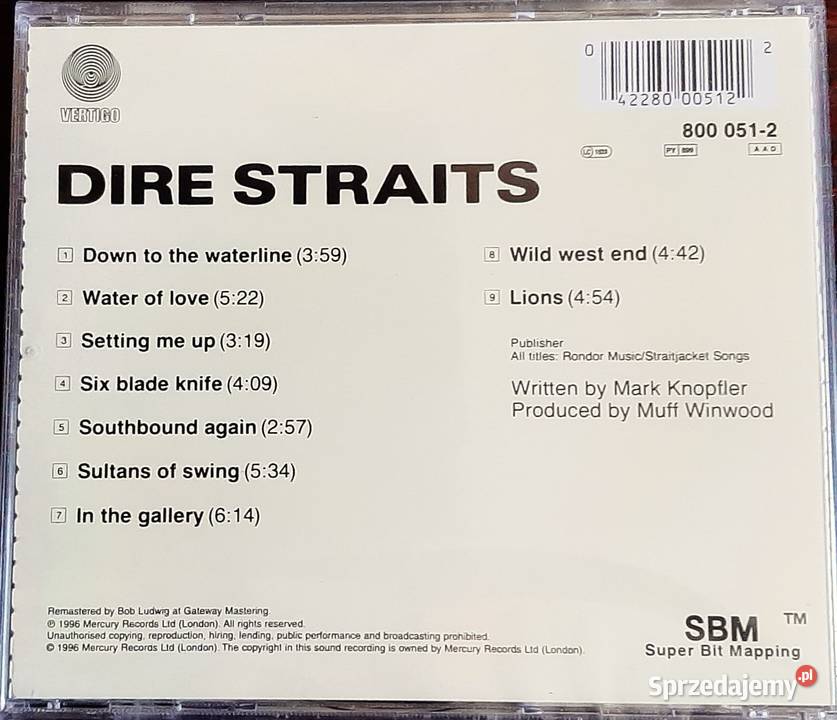 VERTIGO
0 42280 00512 2
800 051-2
LC 1633 PY 899 AAD
DIRE STRAITS
1 Down to the waterline (3:59)
2 Water of love (5:22)
3 Setting me up (3:19)
4 Six blade knife (4:09)
5 Southbound again (2:57)
6 Sultans of swing (5:34)
7 In the gallery (6:14)
8 Wild west end (4:42)
9 Lions (4:54)
Publisher
All titles: Rondor Music/Straitjacket Songs
Written by Mark Knopfler
Produced by Muff Winwood
Remastered by Bob Ludwig at Gateway Mastering.
℗ 1996 Mercury Records Ltd (London). All rights reserved.
Unauthorised copying, reproduction, hiring, lending, public performance and broadcasting prohibited.
© 1996 Mercury Records Ltd (London). The copyright in this sound recording is owned by Mercury Records Ltd (London).
SBM ™
Super Bit Mapping
Sprzedajemy.pl